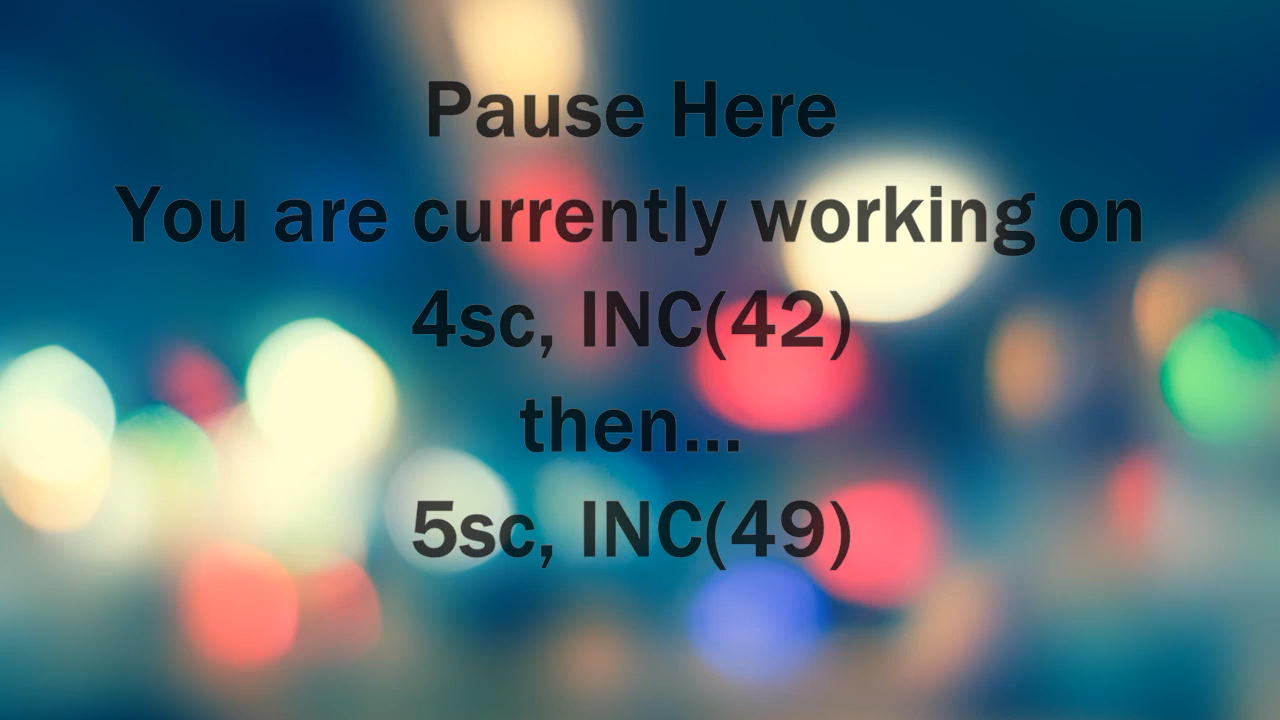 Pause Here
You are currently working on
4sc, INC(42)
then...
5sc, INC(49)